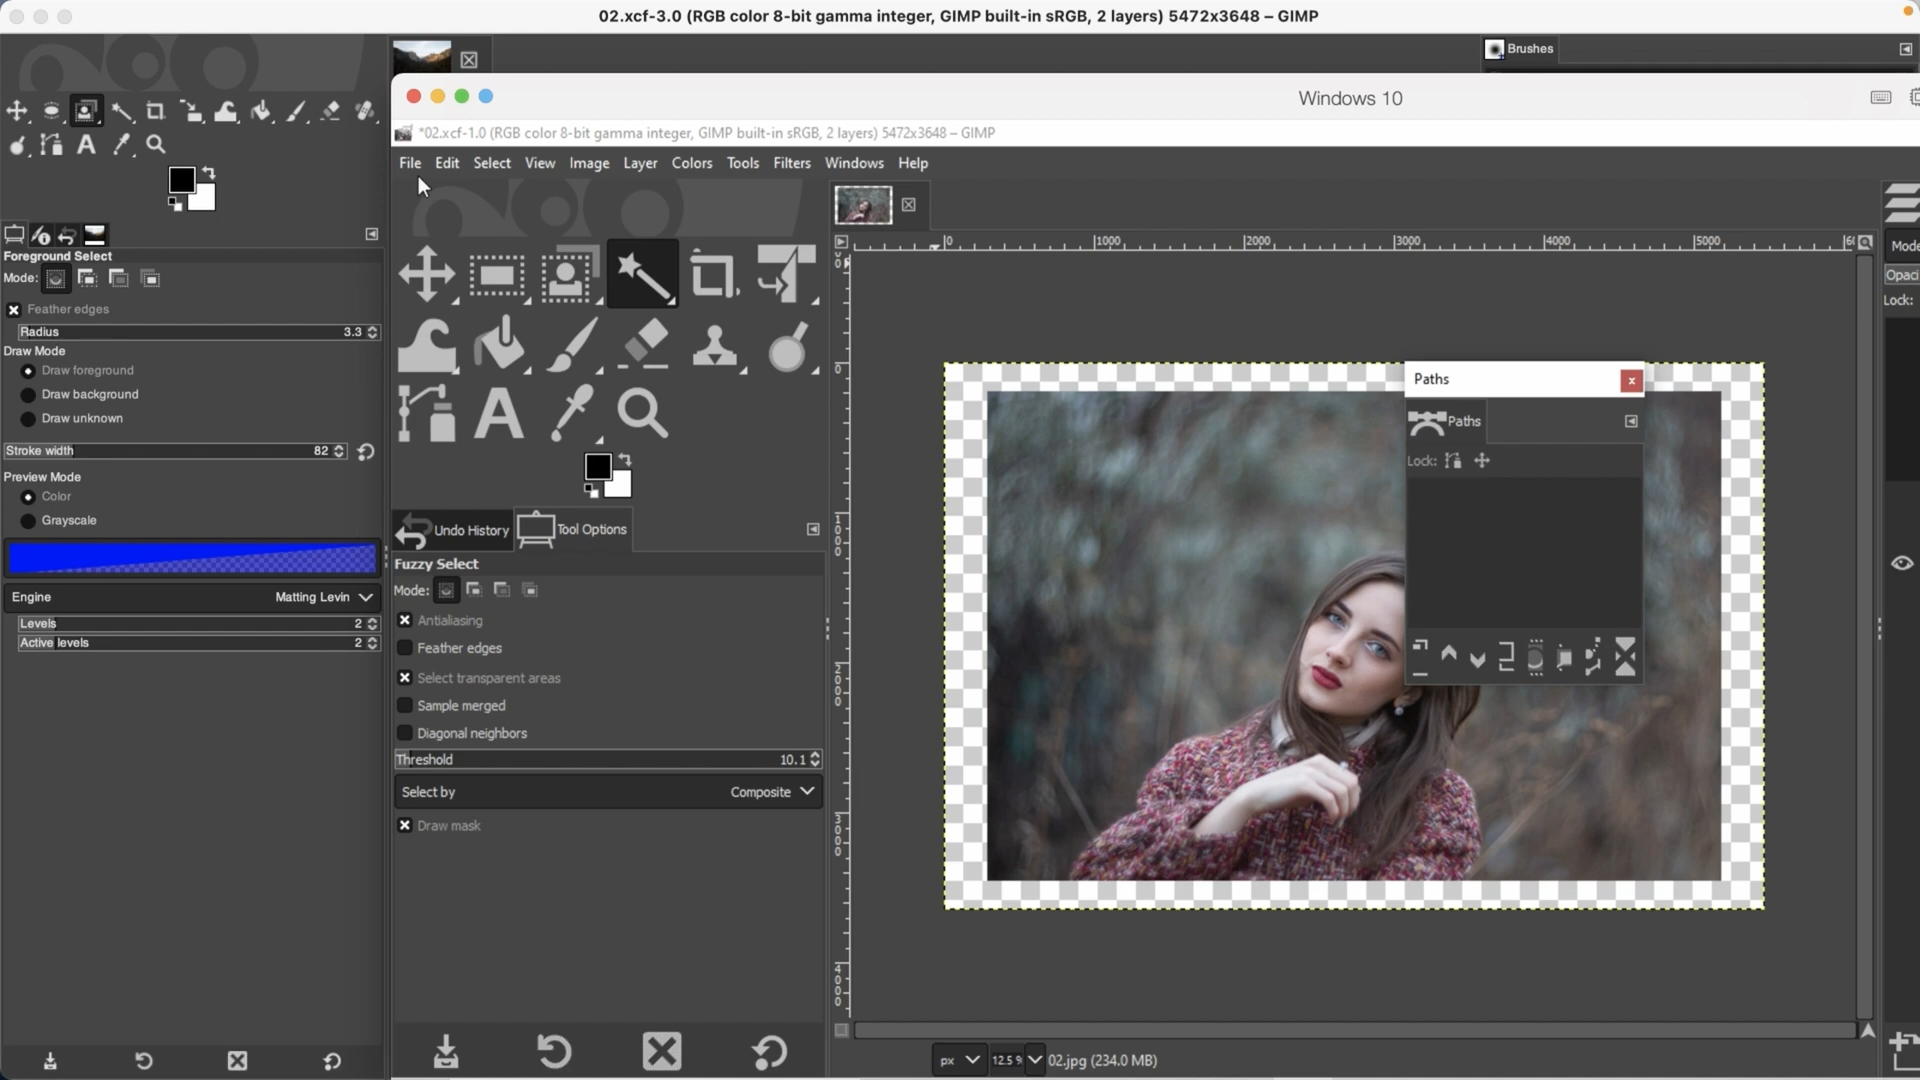 02.xcf-3.0 (RGB color 8-bit gamma integer, GIMP built-in sRGB, 2 layers) 5472x3648 – GIMP
Brushes
Windows 10
*02.xcf-1.0 (RGB color 8-bit gamma integer, GIMP built-in sRGB, 2 layers) 5472x3648 – GIMP
File Edit Select View Image Layer Colors Tools Filters Windows Help
Foreground Select
Mode:
Feather edges
Radius 3.3
Draw Mode
Draw foreground
Draw background
Draw unknown
Stroke width 82
Preview Mode
Color
Grayscale
Engine Matting Levin
Levels 2
Active levels 2
Undo History Tool Options
Fuzzy Select
Mode:
Antialiasing
Feather edges
Select transparent areas
Sample merged
Diagonal neighbors
Threshold 10.1
Select by Composite
Draw mask
0 1000 2000 3000 4000 5000
0
1000
2000
3000
4000
Paths
Paths
Lock:
Mode
Opaci
Lock:
px 12.5 % 02.jpg (234.0 MB)